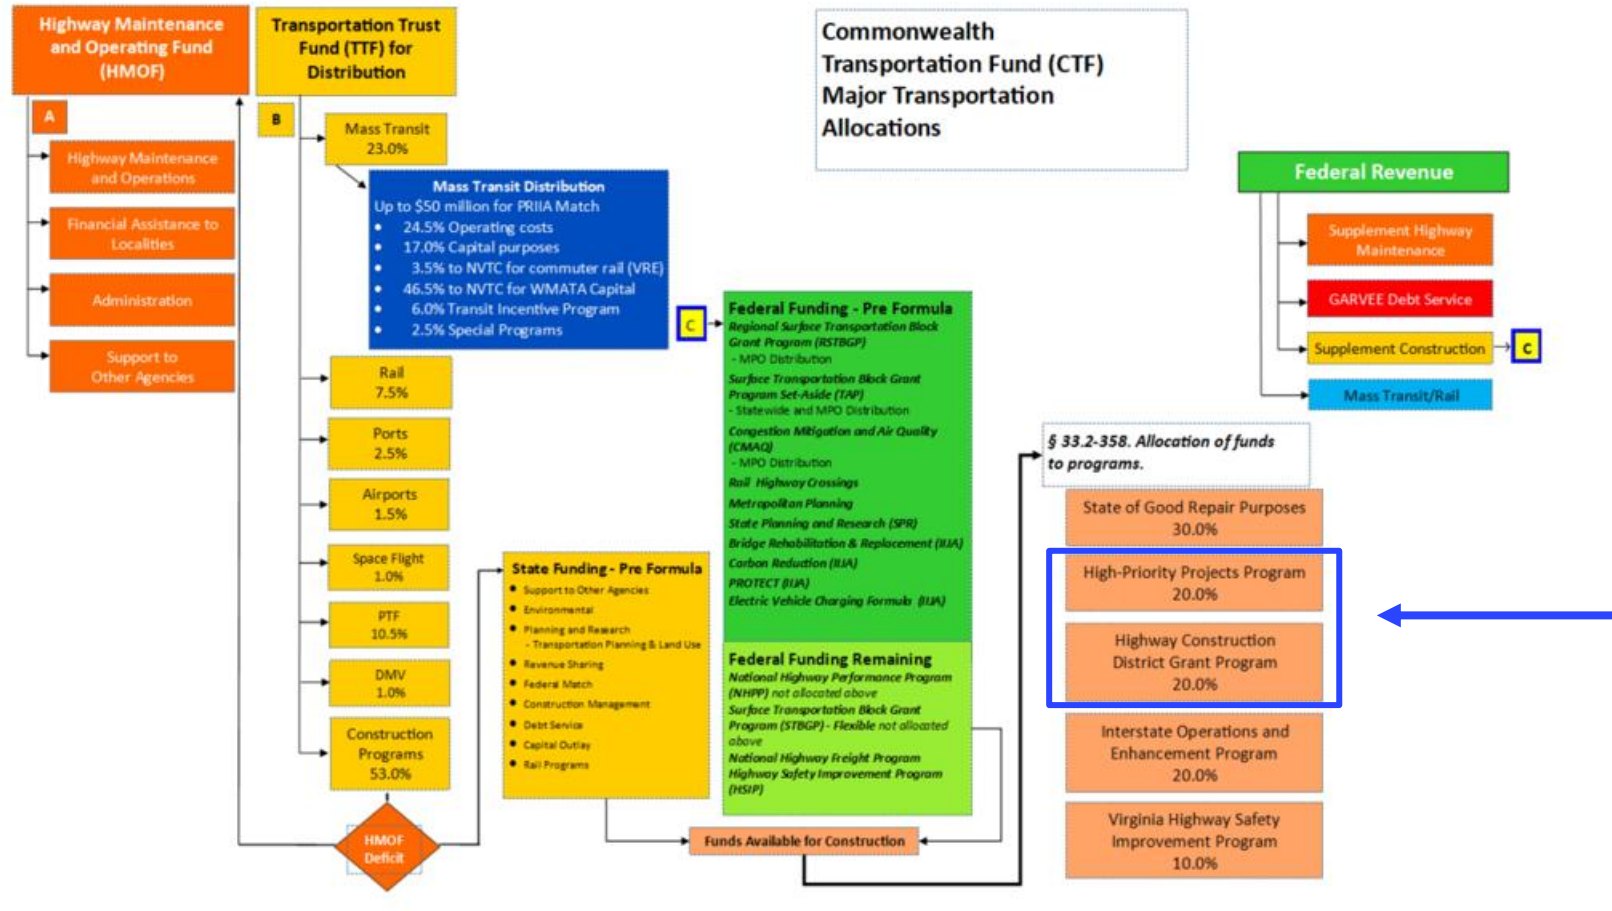 Highway Maintenance
and Operating Fund
(HMOF)
A
Highway Maintenance
and Operations
Financial Assistance to
Localities
Administration
Support to
Other Agencies
Transportation Trust
Fund (TTF) for
Distribution
B
Mass Transit
23.0%
Mass Transit Distribution
Up to $50 million for PRIIA Match
• 24.5% Operating costs
• 17.0% Capital purposes
• 3.5% to NVTC for commuter rail (VRE)
• 46.5% to NVTC for WMATA Capital
• 6.0% Transit Incentive Program
• 2.5% Special Programs
Rail
7.5%
Ports
2.5%
Airports
1.5%
Space Flight
1.0%
PTF
10.5%
DMV
1.0%
Construction
Programs
53.0%
HMOF
Deficit
State Funding - Pre Formula
• Support to Other Agencies
• Environmental
• Planning and Research
- Transportation Planning & Land Use
• Revenue Sharing
• Federal Match
• Construction Management
• Debt Service
• Capital Outlay
• Rail Programs
C
Federal Funding - Pre Formula
Regional Surface Transportation Block
Grant Program (RSTBGP)
- MPO Distribution
Surface Transportation Block Grant
Program Set-Aside (TAP)
- Statewide and MPO Distribution
Congestion Mitigation and Air Quality
(CMAQ)
- MPO Distribution
Rail Highway Crossings
Metropolitan Planning
State Planning and Research (SPR)
Bridge Rehabilitation & Replacement (IIJA)
Carbon Reduction (IIJA)
PROTECT (IIJA)
Electric Vehicle Charging Formula (IIJA)
Federal Funding Remaining
National Highway Performance Program
(NHPP) not allocated above
Surface Transportation Block Grant
Program (STBGP) - Flexible not allocated
above
National Highway Freight Program
Highway Safety Improvement Program
(HSIP)
Funds Available for Construction
Commonwealth
Transportation Fund (CTF)
Major Transportation
Allocations
Federal Revenue
Supplement Highway
Maintenance
GARVEE Debt Service
Supplement Construction
C
Mass Transit/Rail
§ 33.2-358. Allocation of funds
to programs.
State of Good Repair Purposes
30.0%
High-Priority Projects Program
20.0%
Highway Construction
District Grant Program
20.0%
Interstate Operations and
Enhancement Program
20.0%
Virginia Highway Safety
Improvement Program
10.0%